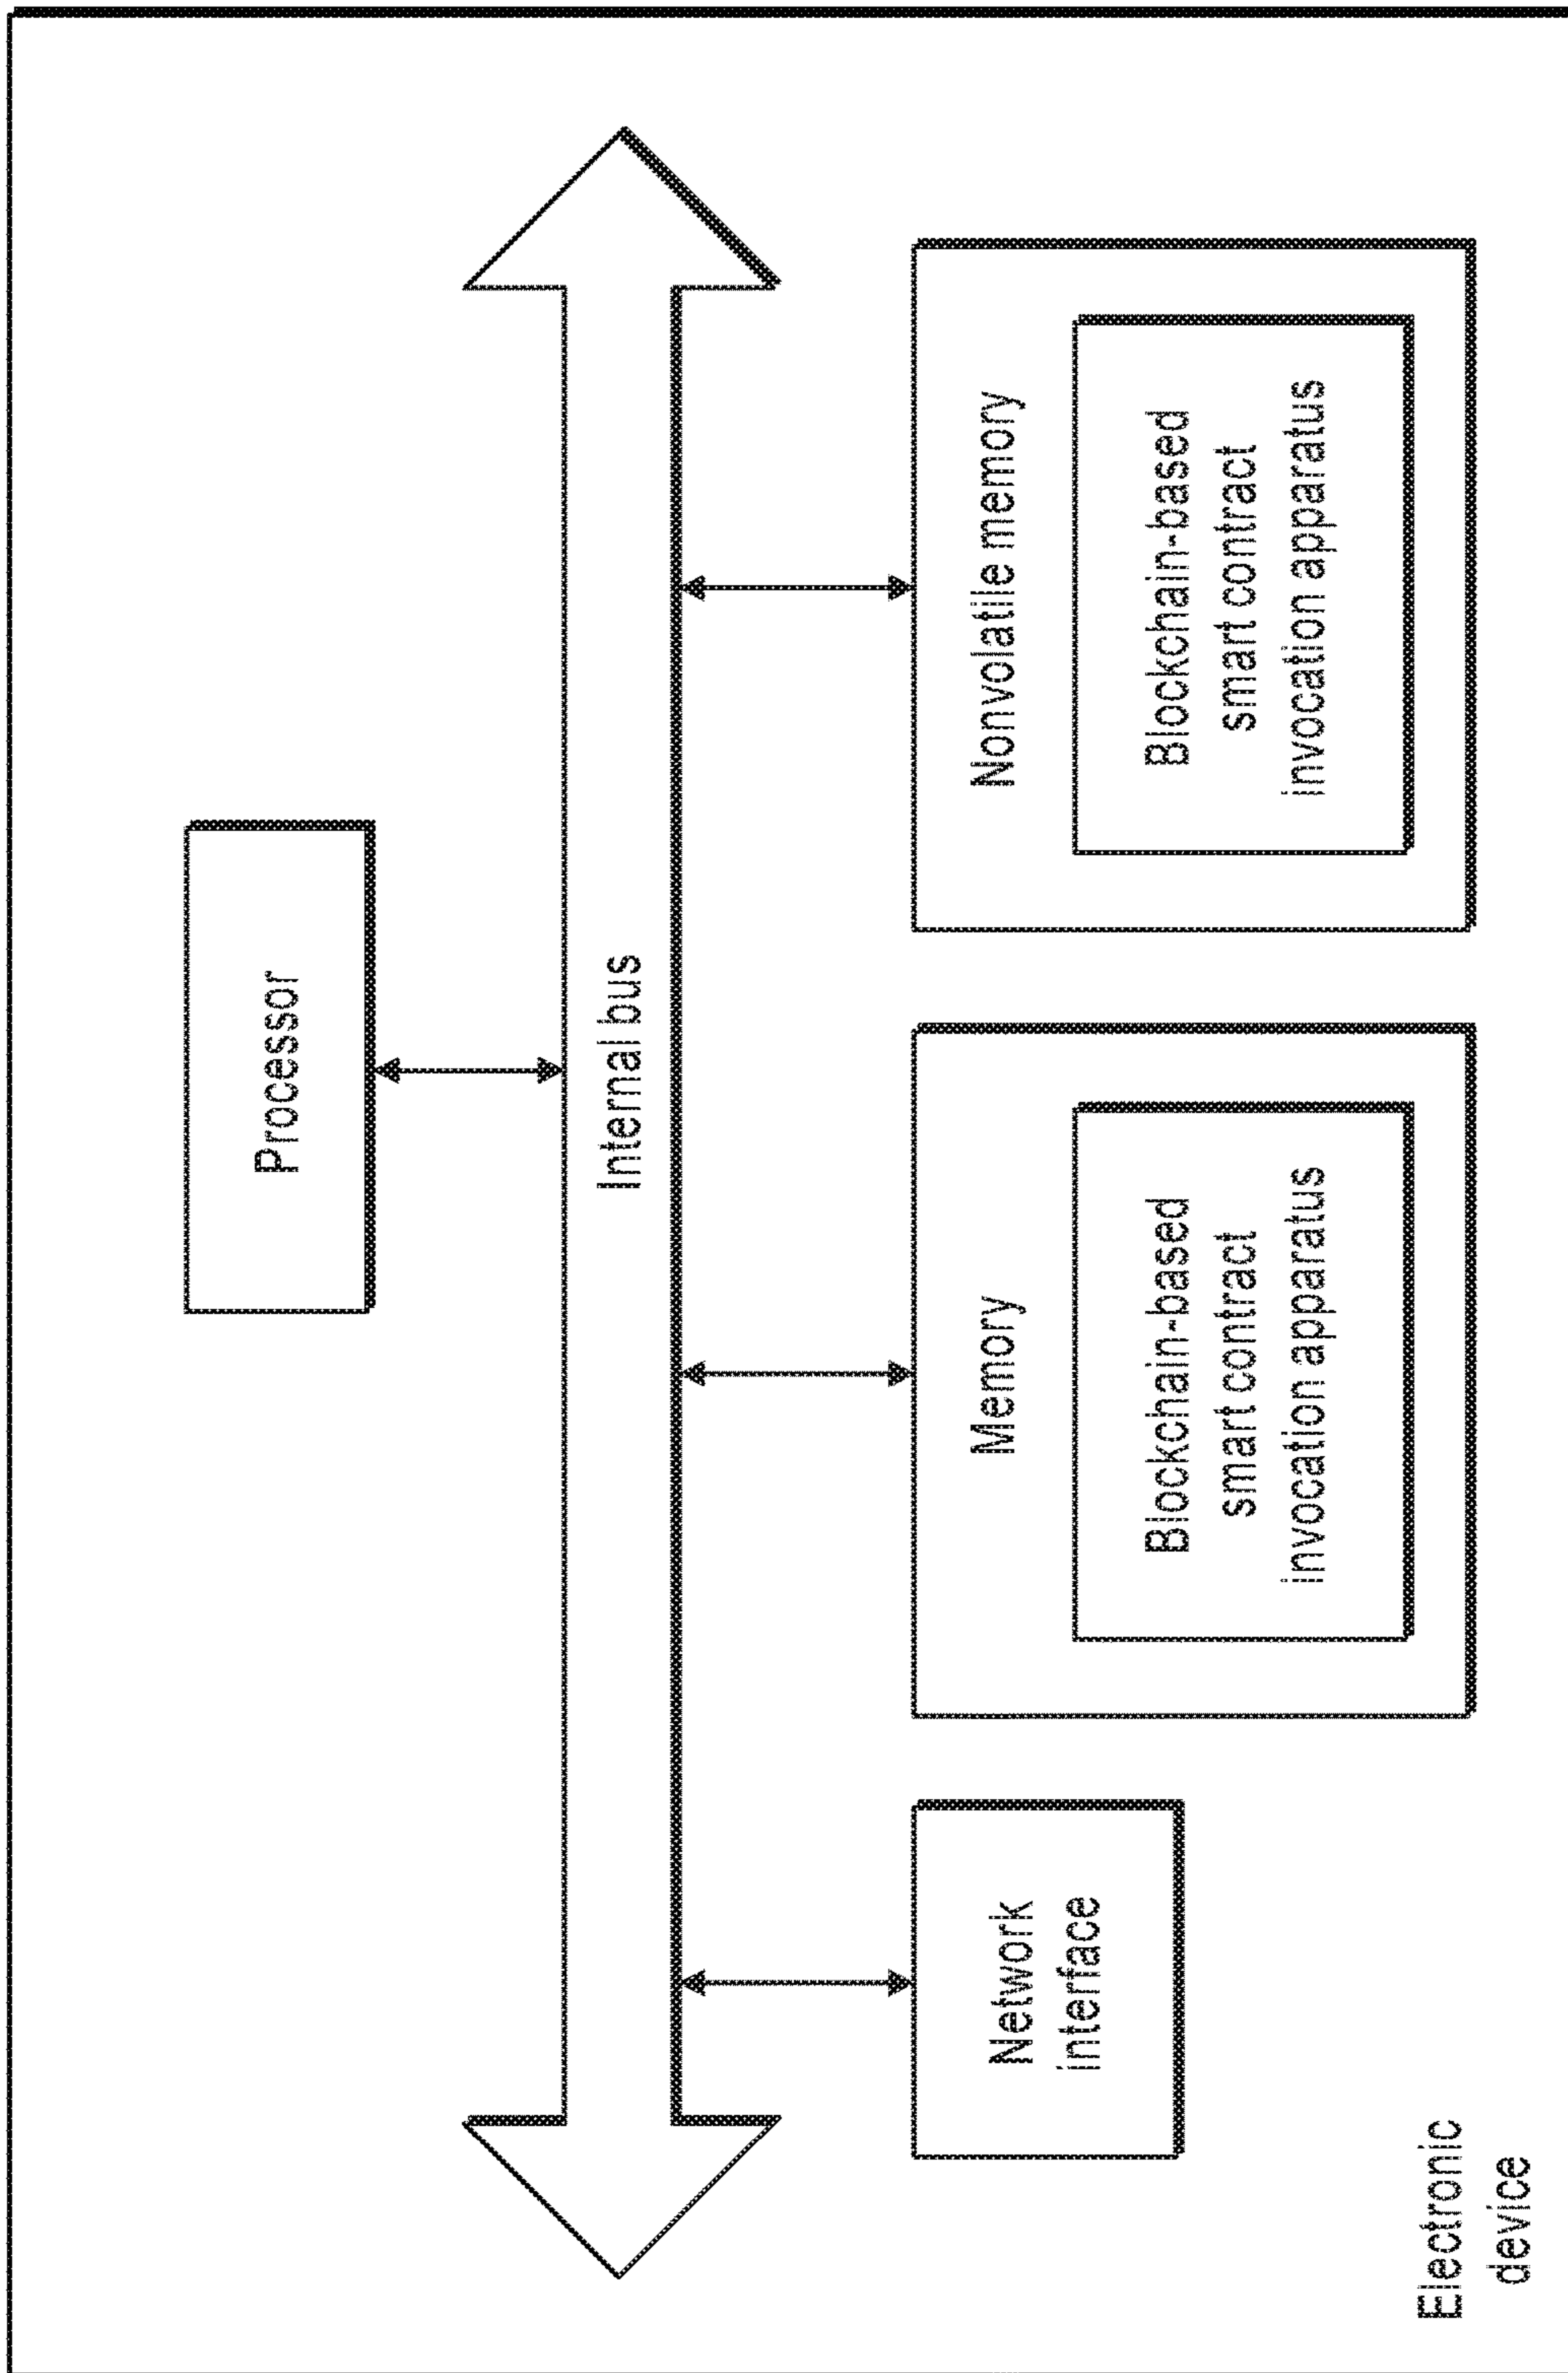 Processor
Internal bus
Network
interface
Memory
Blockchain-based
smart contract
invocation apparatus
Nonvolatile memory
Blockchain-based
smart contract
invocation apparatus
Electronic
device